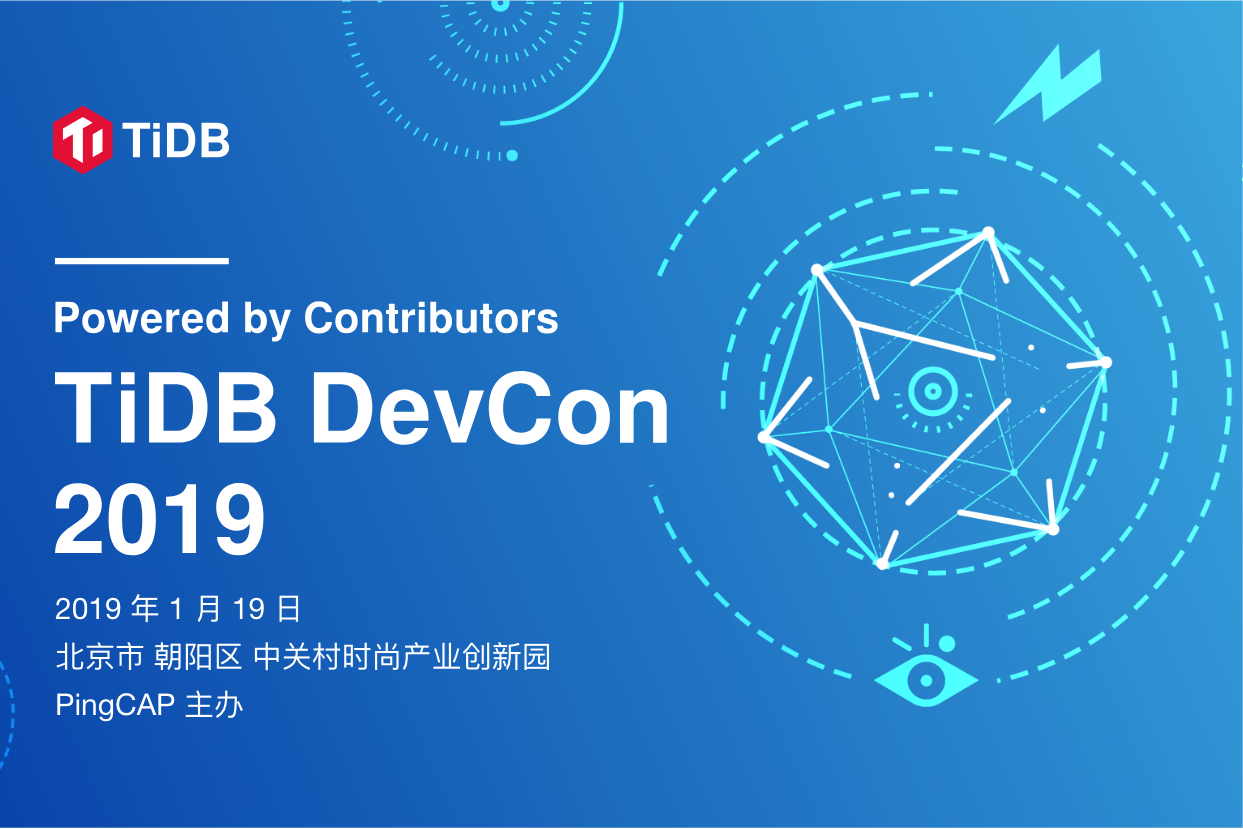 TiDB
Powered by Contributors
TiDB DevCon
2019
2019 年 1 月 19 日
北京市 朝阳区 中关村时尚产业创新园
PingCAP 主办